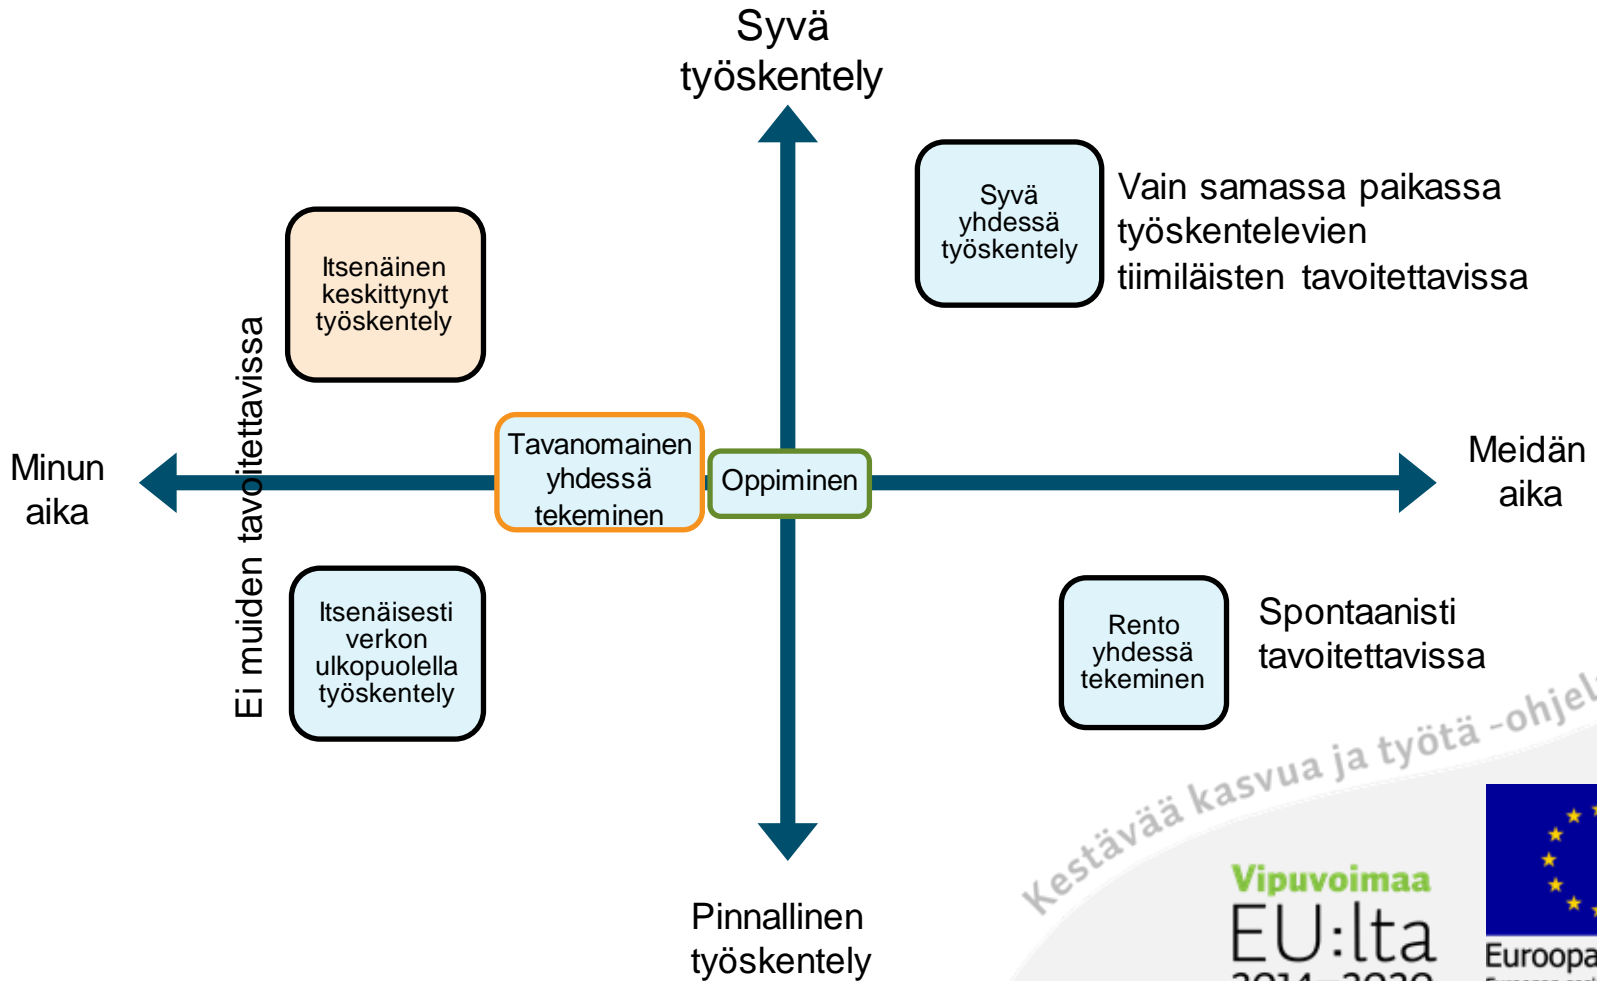 Syvä
työskentely
Syvä
yhdessä
työskentely
Vain samassa paikassa
työskentelevien
tiimiläisten tavoitettavissa
Itsenäinen
keskittynyt
työskentely
Ei muiden tavoitettavissa
Minun
aika
Tavanomainen
yhdessä
tekeminen
Oppiminen
Meidän
aika
Itsenäisesti
verkon
ulkopuolella
työskentely
Rento
yhdessä
tekeminen
Spontaanisti
tavoitettavissa
Pinnallinen
työskentely
Kestävää kasvua ja työtä -ohjel
Vipuvoimaa
EU:lta
2014–2020
Euroopa